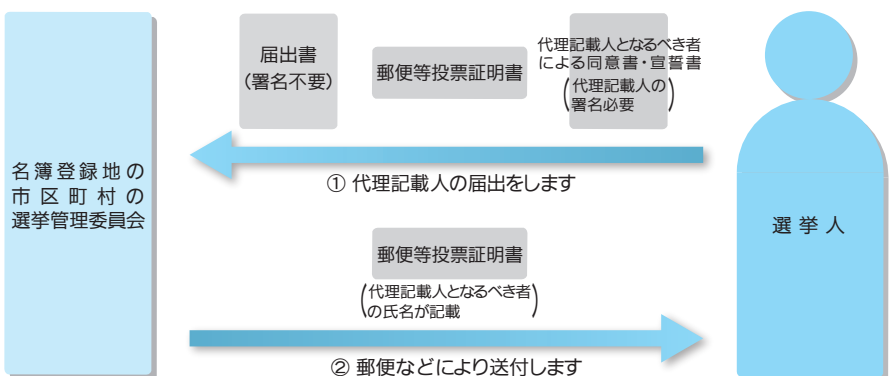 届出書
(署名不要)
郵便等投票証明書
代理記載人となるべき者
による同意書・宣誓書
(代理記載人の
署名必要)
名簿登録地の
市区町村の
選挙管理委員会
① 代理記載人の届出をします
選挙人
郵便等投票証明書
(代理記載人となるべき者
の氏名が記載)
② 郵便などにより送付します